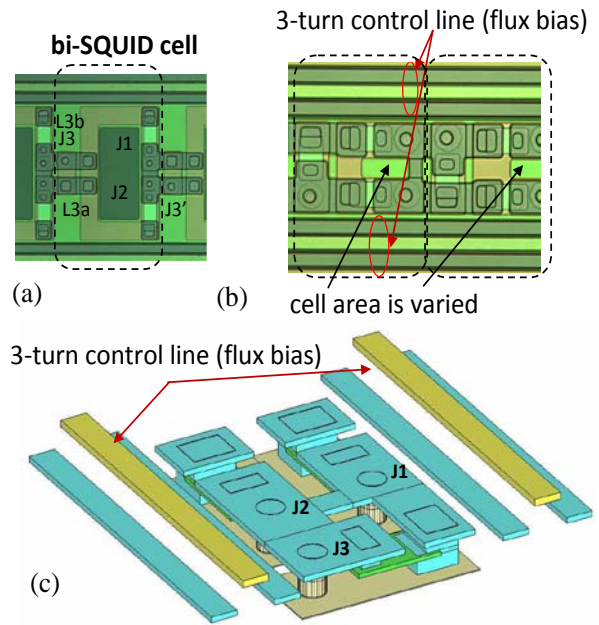 (a)
bi-SQUID cell
L3b
J3
J1
J2
L3a
J3'
3-turn control line (flux bias)
(b)
cell area is varied
3-turn control line (flux bias)
J1
J2
J3
(c)